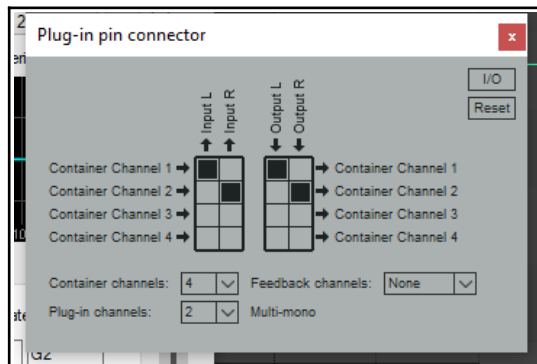 2
Plug-in pin connector
x
I/O
Reset
Input L
Input R
Output L
Output R
Container Channel 1
Container Channel 2
Container Channel 3
Container Channel 4
Container Channel 1
Container Channel 2
Container Channel 3
Container Channel 4
Container channels: 4 Feedback channels: None
Plug-in channels: 2 Multi-mono
G2